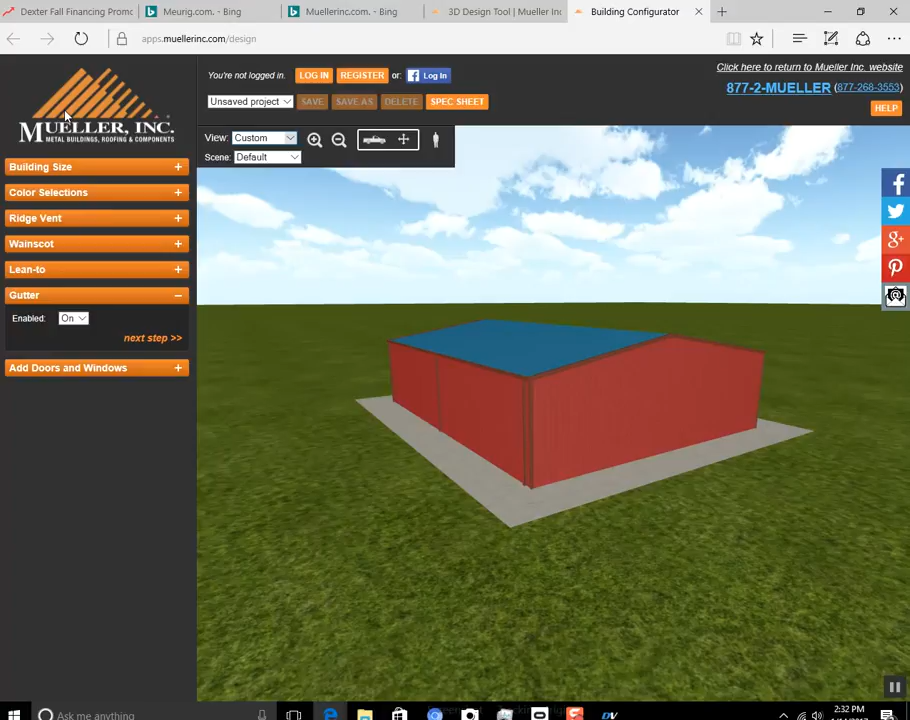 Dexter Fall Financing Promo
Meurig.com. - Bing
Muellerinc.com. - Bing
3D Design Tool | Mueller Inc
Building Configurator
apps.muellerinc.com/design
MUELLER, INC.
METAL BUILDINGS, ROOFING & COMPONENTS
You're not logged in.
LOG IN
REGISTER
or:
Log In
Click here to return to Mueller Inc. website
877-2-MUELLER (877-268-3553)
Unsaved project
SAVE
SAVE AS
DELETE
SPEC SHEET
HELP
View:
Custom
Scene:
Default
Building Size +
Color Selections +
Ridge Vent +
Wainscot +
Lean-to +
Gutter −
Enabled:
On
next step >>
Add Doors and Windows +
Ask me anything
2:32 PM